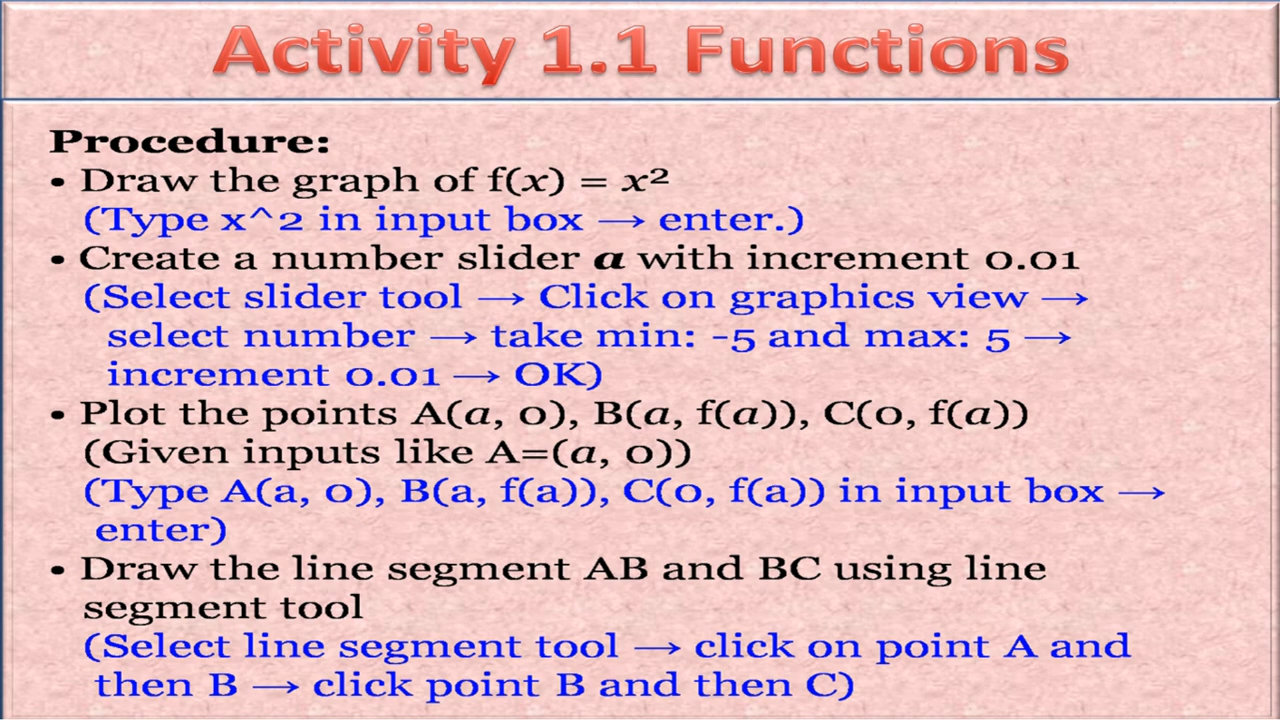 Activity 1.1 Functions
Procedure:
• Draw the graph of f(x) = x²
(Type x^2 in input box → enter.)
• Create a number slider a with increment 0.01
(Select slider tool → Click on graphics view →
select number → take min: -5 and max: 5 →
increment 0.01 → OK)
• Plot the points A(a, 0), B(a, f(a)), C(0, f(a))
(Given inputs like A=(a, 0))
(Type A(a, 0), B(a, f(a)), C(0, f(a)) in input box →
enter)
• Draw the line segment AB and BC using line
segment tool
(Select line segment tool → click on point A and
then B → click point B and then C)